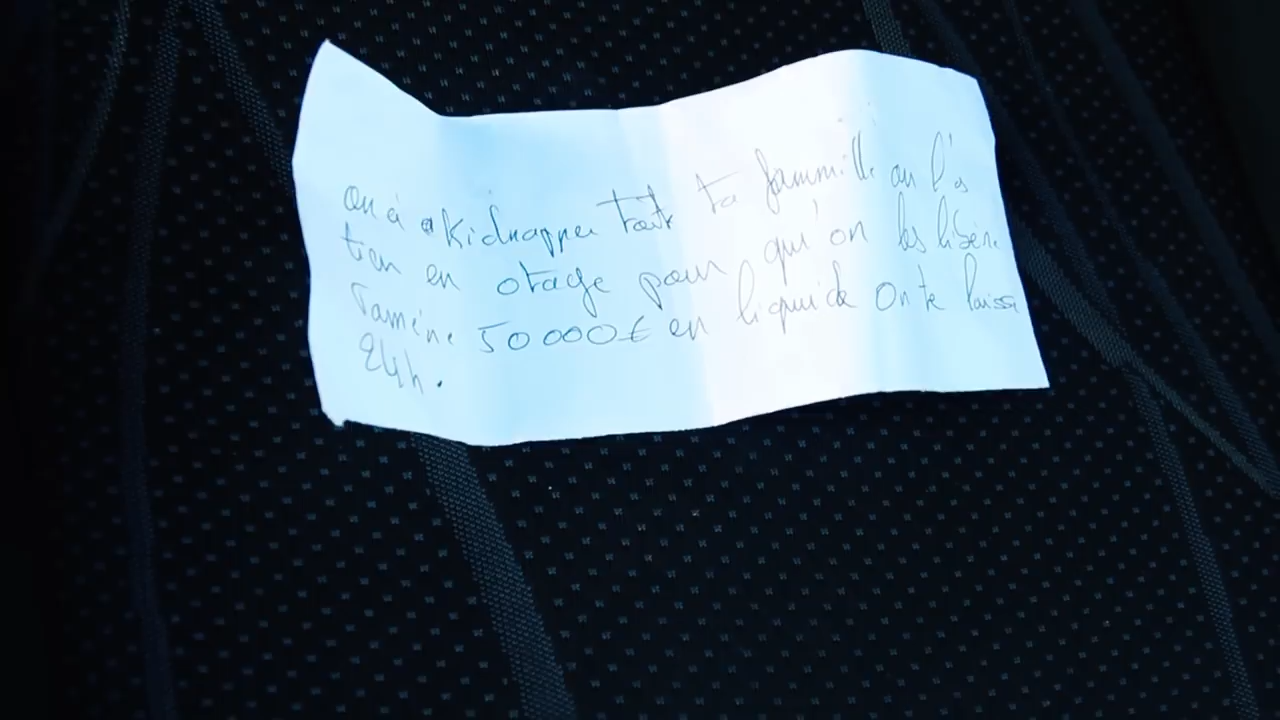 on à kidnapper toute ta fammille on l'es
tien en otage pour qu'on les libère
ramène 50 000€ en liquide On te laisse
24h.